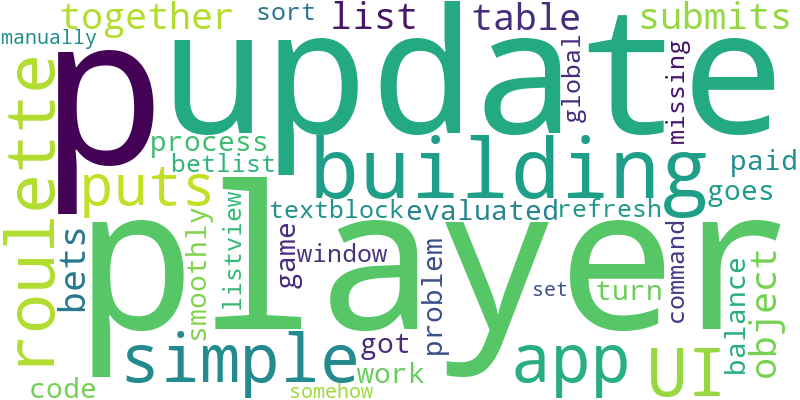 together sort list table submits
manually
p update
global
missing
roulette
process
betlist
building
paid
puts
goes
textblock evaluated refresh
bets
smoothly
listview
player
game
window
problem
command
set turn
balance
object
simple
got
app
UI
code
work
somehow